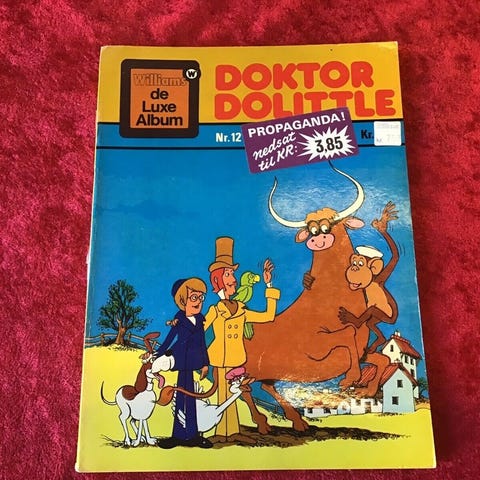 Williams W
de
Luxe
Album
DOKTOR
DOLITTLE
Nr.12
Kr.
PROPAGANDA!
nedsat
til KR: 3,85